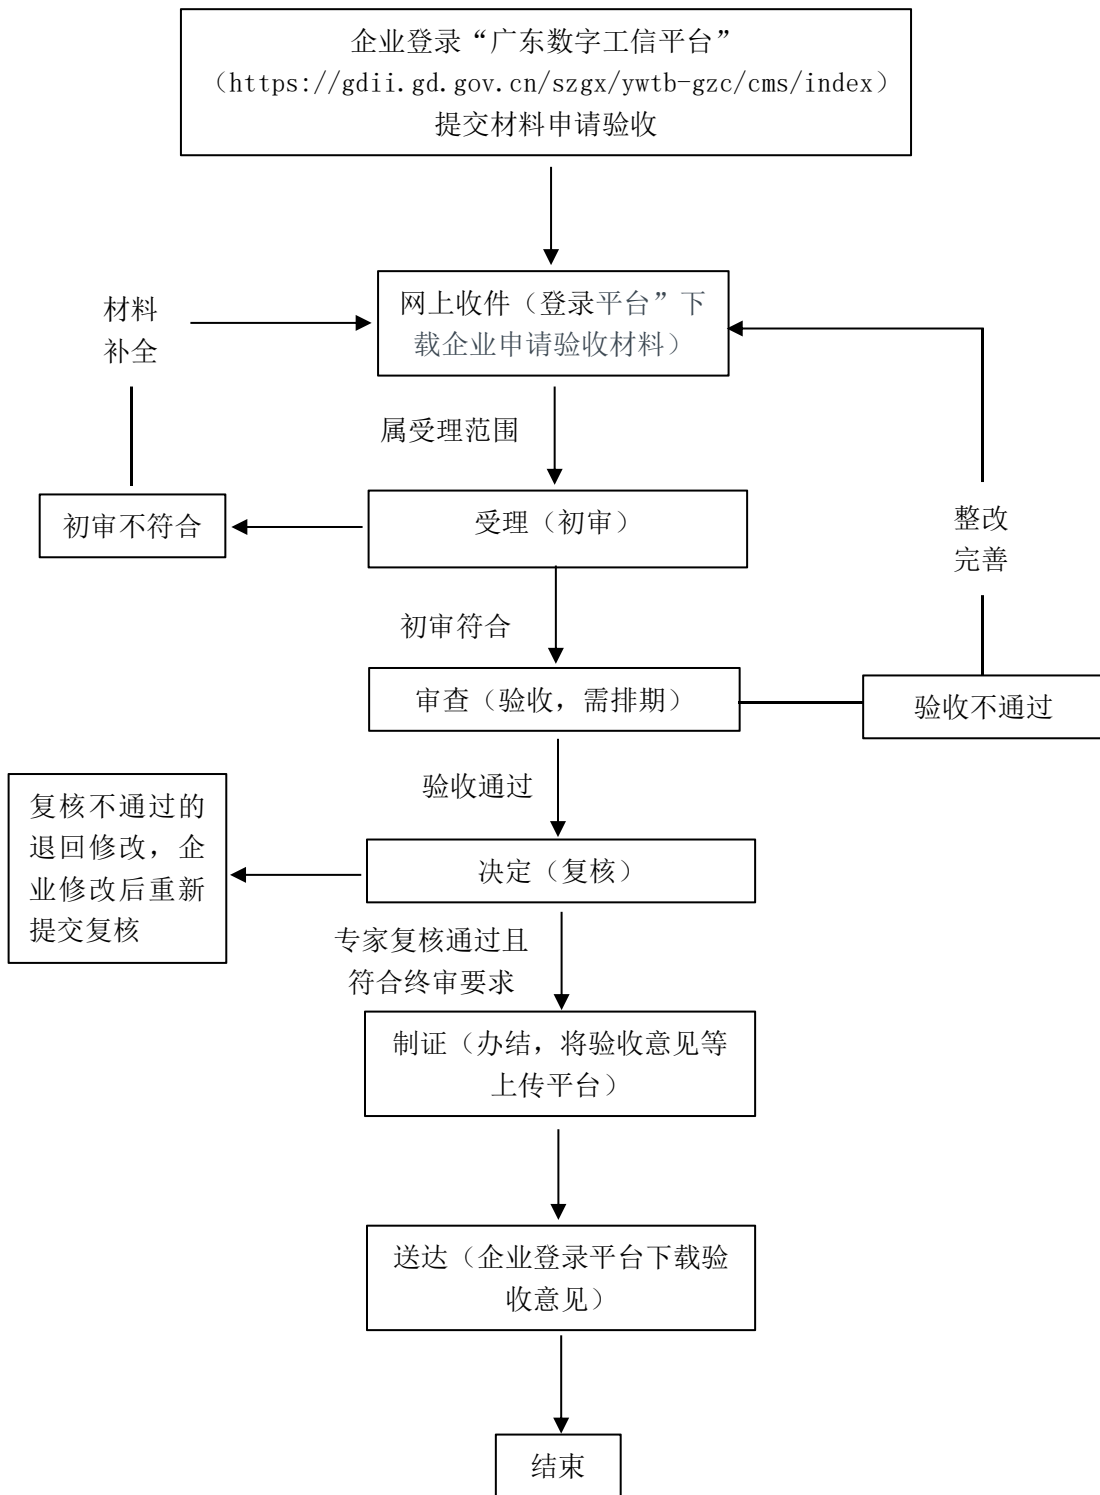 企业登录“广东数字工信平台”
（https://gdii.gd.gov.cn/szgx/ywtb-gzc/cms/index）
提交材料申请验收
材料
补全
网上收件（登录平台”下
载企业申请验收材料）
属受理范围
初审不符合
受理（初审）
整改
完善
初审符合
审查（验收，需排期）
验收不通过
验收通过
复核不通过的
退回修改，企
业修改后重新
提交复核
决定（复核）
专家复核通过且
符合终审要求
制证（办结，将验收意见等
上传平台）
送达（企业登录平台下载验
收意见）
结束